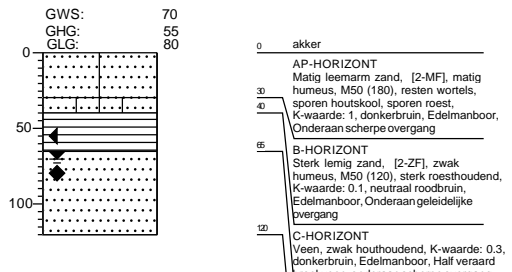 GWS: 70
GHG: 55
GLG: 80
0
50
100
0 akker
AP-HORIZONT
Matig leemarm zand, [2-MF], matig
humeus, M50 (180), resten wortels,
sporen houtskool, sporen roest,
K-waarde: 1, donkerbruin, Edelmanboor,
Onderaan scherpe overgang
30
40
B-HORIZONT
Sterk lemig zand, [2-ZF], zwak
humeus, M50 (120), sterk roesthoudend,
K-waarde: 0.1, neutraal roodbruin,
Edelmanboor, Onderaan geleidelijke
overgang
65
C-HORIZONT
Veen, zwak houthoudend, K-waarde: 0.3,
donkerbruin, Edelmanboor, Half veraard
120